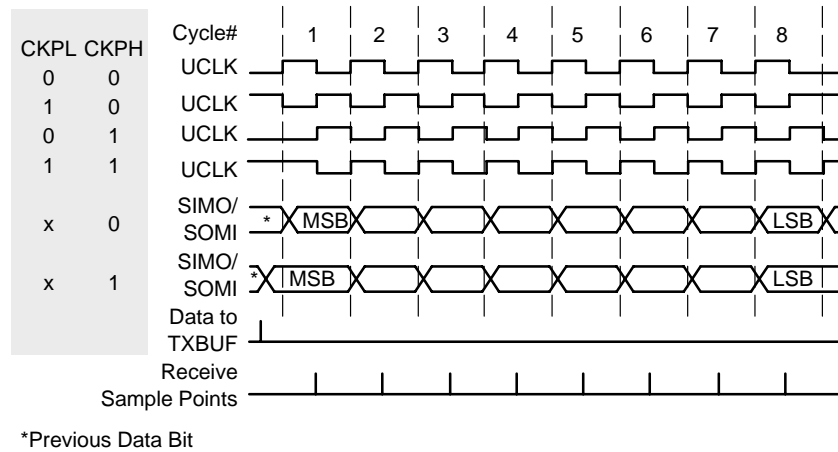 Cycle# 1 2 3 4 5 6 7 8
CKPL CKPH
0 0 UCLK
1 0 UCLK
0 1 UCLK
1 1 UCLK
x 0 SIMO/
SOMI * MSB LSB
x 1 SIMO/
SOMI * MSB LSB
Data to
TXBUF
Receive
Sample Points
*Previous Data Bit